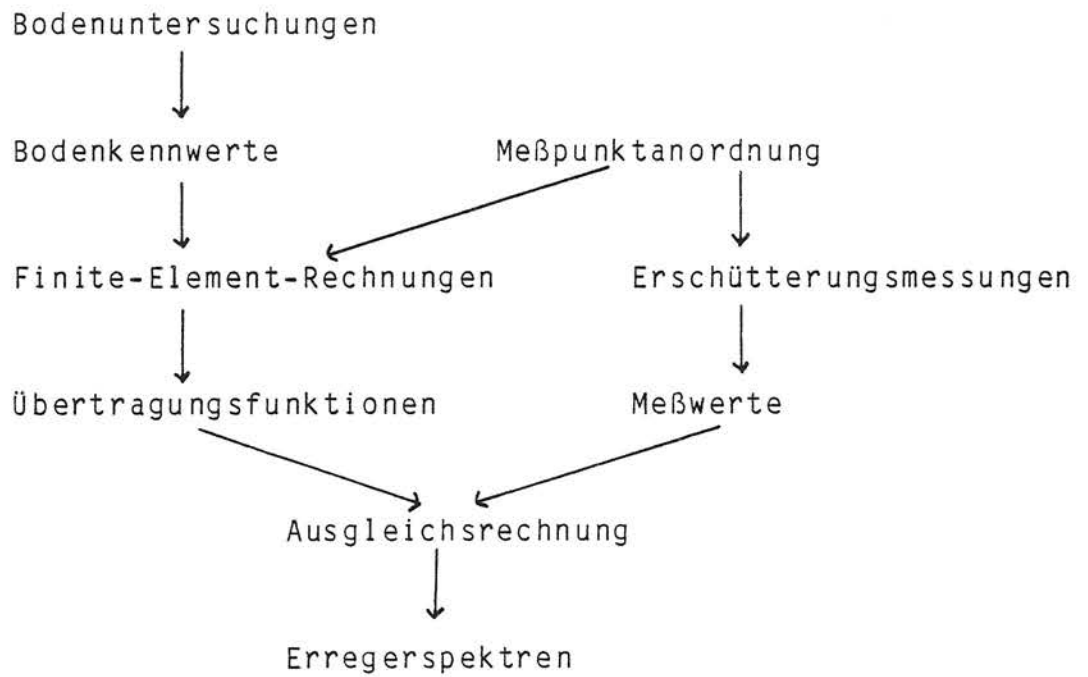 Bodenuntersuchungen
Bodenkennwerte
Meßpunktanordnung
Finite-Element-Rechnungen
Erschütterungsmessungen
Übertragungsfunktionen
Meßwerte
Ausgleichsrechnung
Erregerspektren